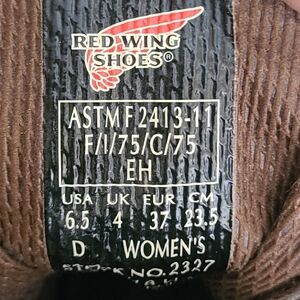 RED WING
SHOES®
ASTM F 2413-11
F/I/75/C/75
EH
USA UK EUR CM
6.5 4 37 23.5
D WOMEN'S
STOCK NO. 2327